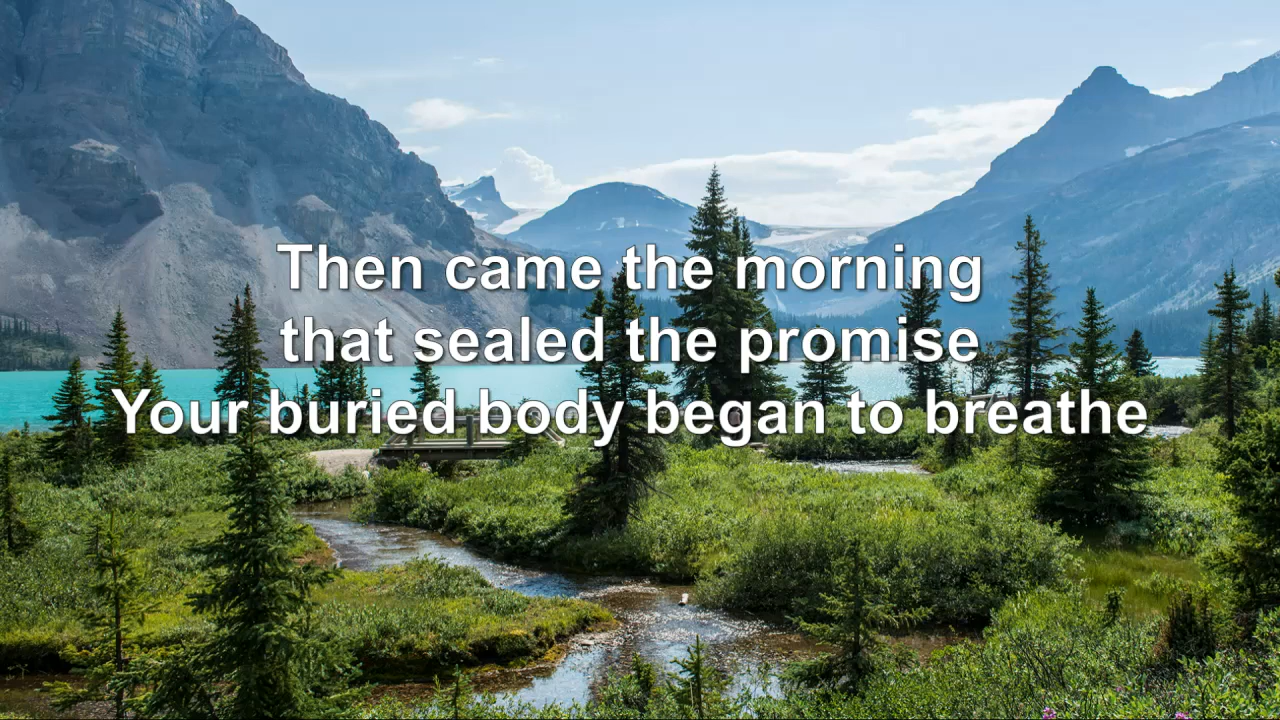 Then came the morning
that sealed the promise
Your buried body began to breathe